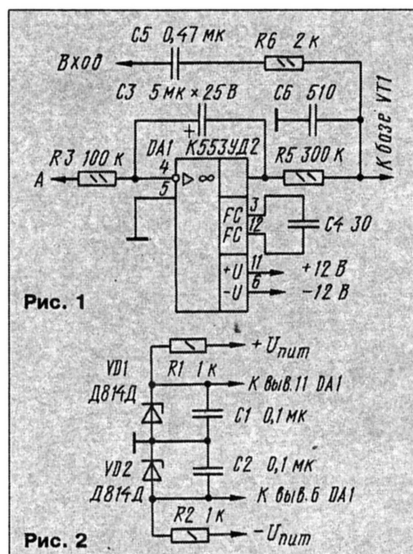 C5 0,47 мк
R6 2 к
Вход
C3 5 мк × 25 В
C6 510
К базе VT1
R3 100 к
DA1 К553УД2
R5 300 к
А
+
4
5
▷ ∞
FC
FC
3
12
C4 30
+U
-U
11
6
+12 В
-12 В
Рис. 1
+Uпит
VD1
Д814Д
R1 1 к
К выв.11 DA1
C1 0,1 мк
VD2
Д814Д
C2 0,1 мк
К выв.6 DA1
R2 1 к
-Uпит
Рис. 2